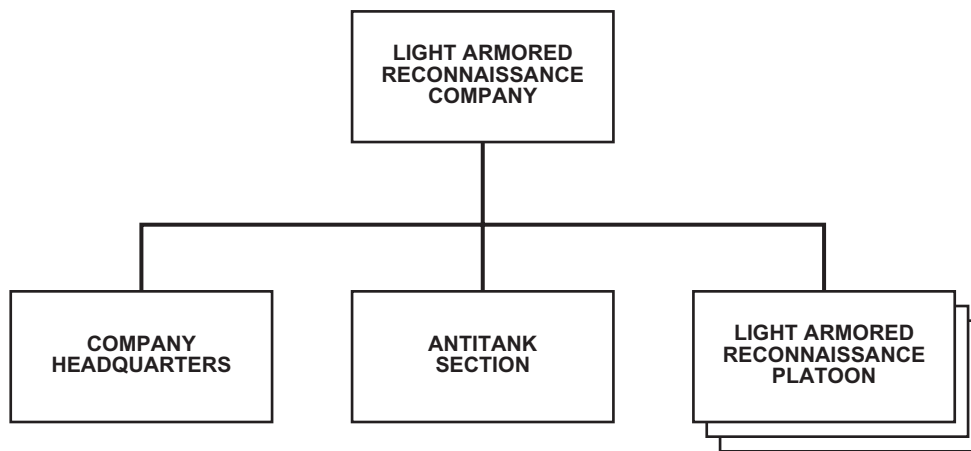 LIGHT ARMORED
RECONNAISSANCE
COMPANY
COMPANY
HEADQUARTERS
ANTITANK
SECTION
LIGHT ARMORED
RECONNAISSANCE
PLATOON